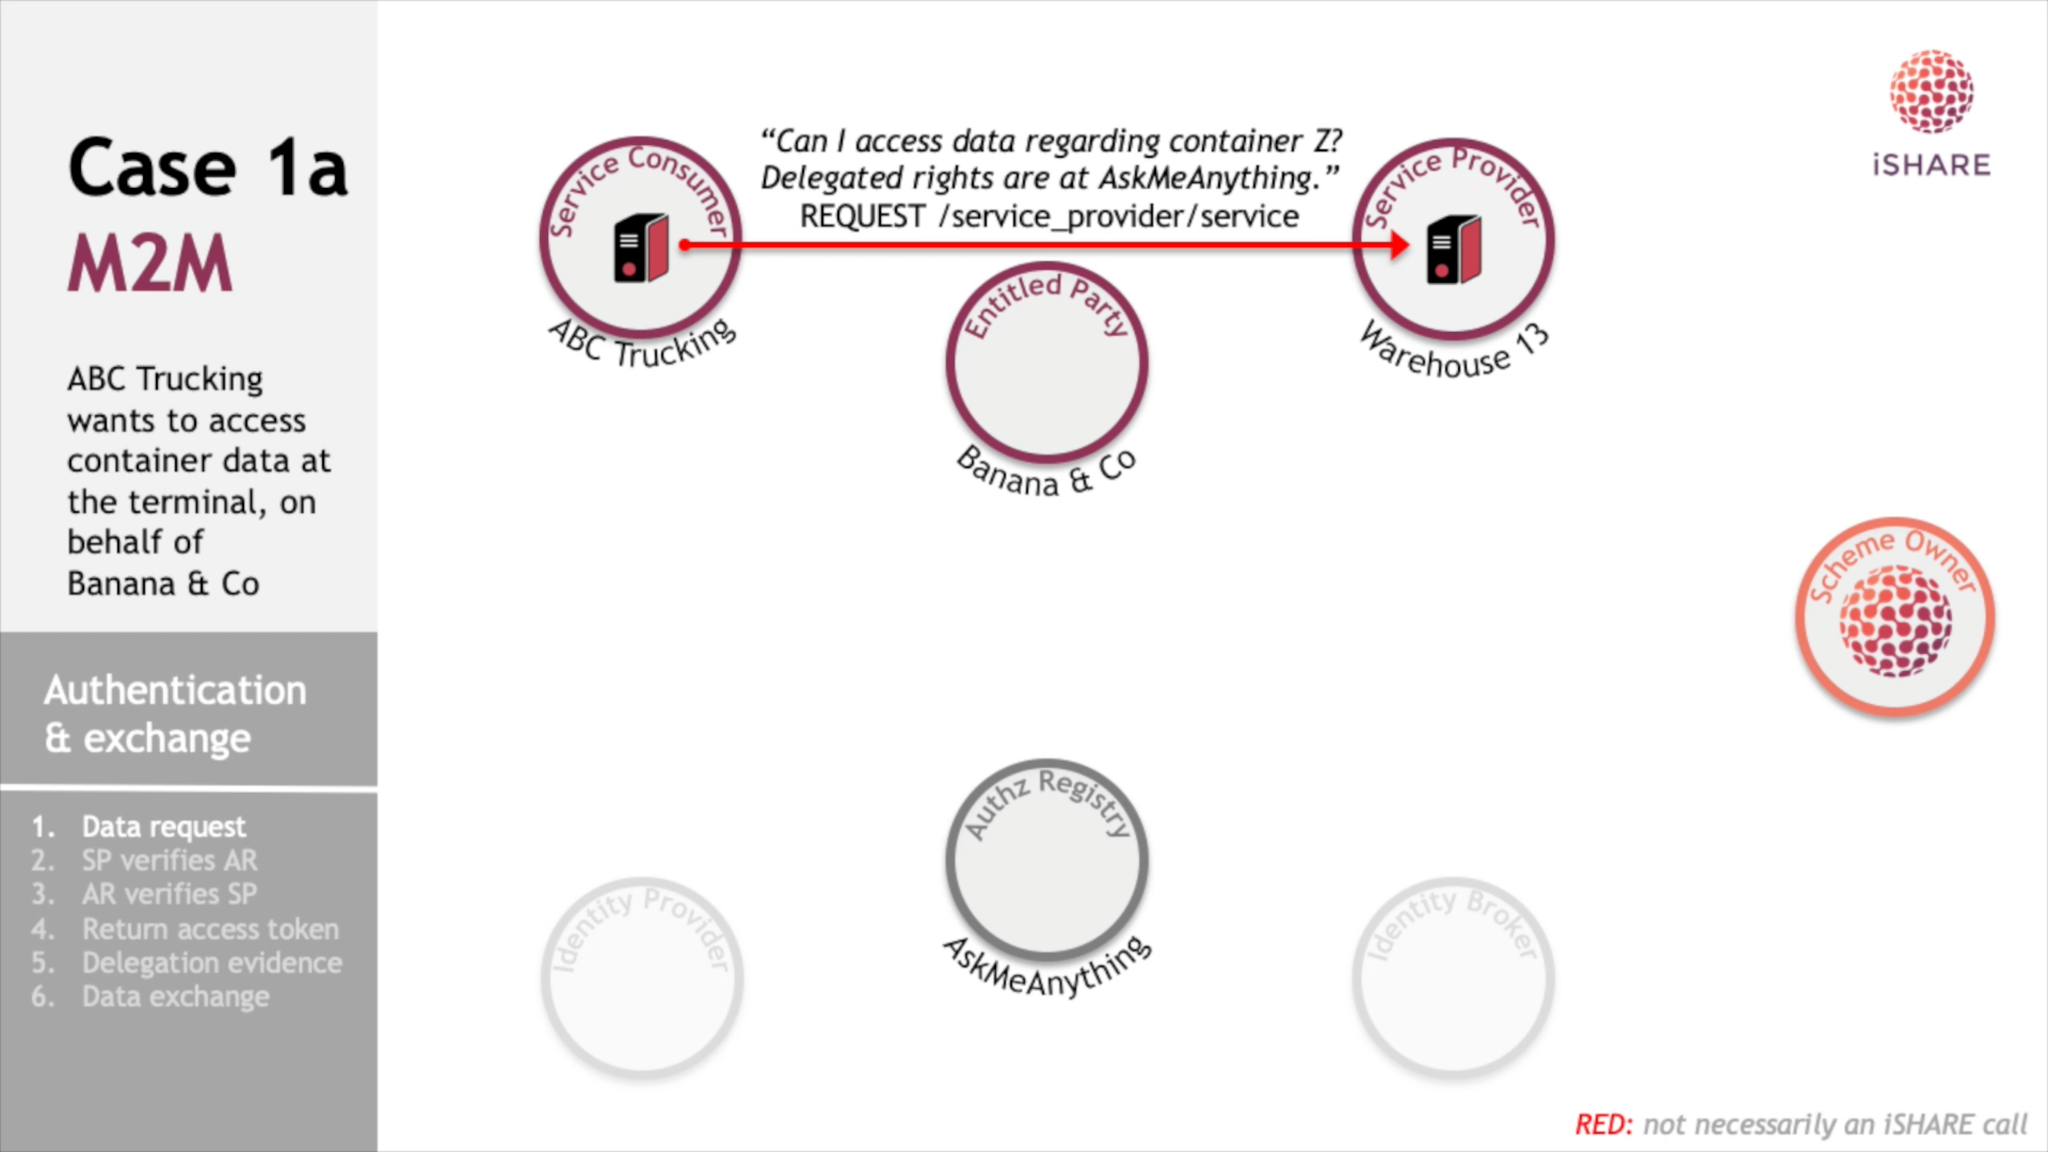 Case 1a
M2M
ABC Trucking
wants to access
container data at
the terminal, on
behalf of
Banana & Co
Authentication
& exchange
1. Data request
2. SP verifies AR
3. AR verifies SP
4. Return access token
5. Delegation evidence
6. Data exchange
“Can I access data regarding container Z?
Delegated rights are at AskMeAnything.”
REQUEST /service_provider/service
Service Consumer
ABC Trucking
Entitled Party
Banana & Co
Service Provider
Warehouse 13
iSHARE
Scheme Owner
Authz Registry
AskMeAnything
Identity Provider
Identity Broker
RED: not necessarily an iSHARE call